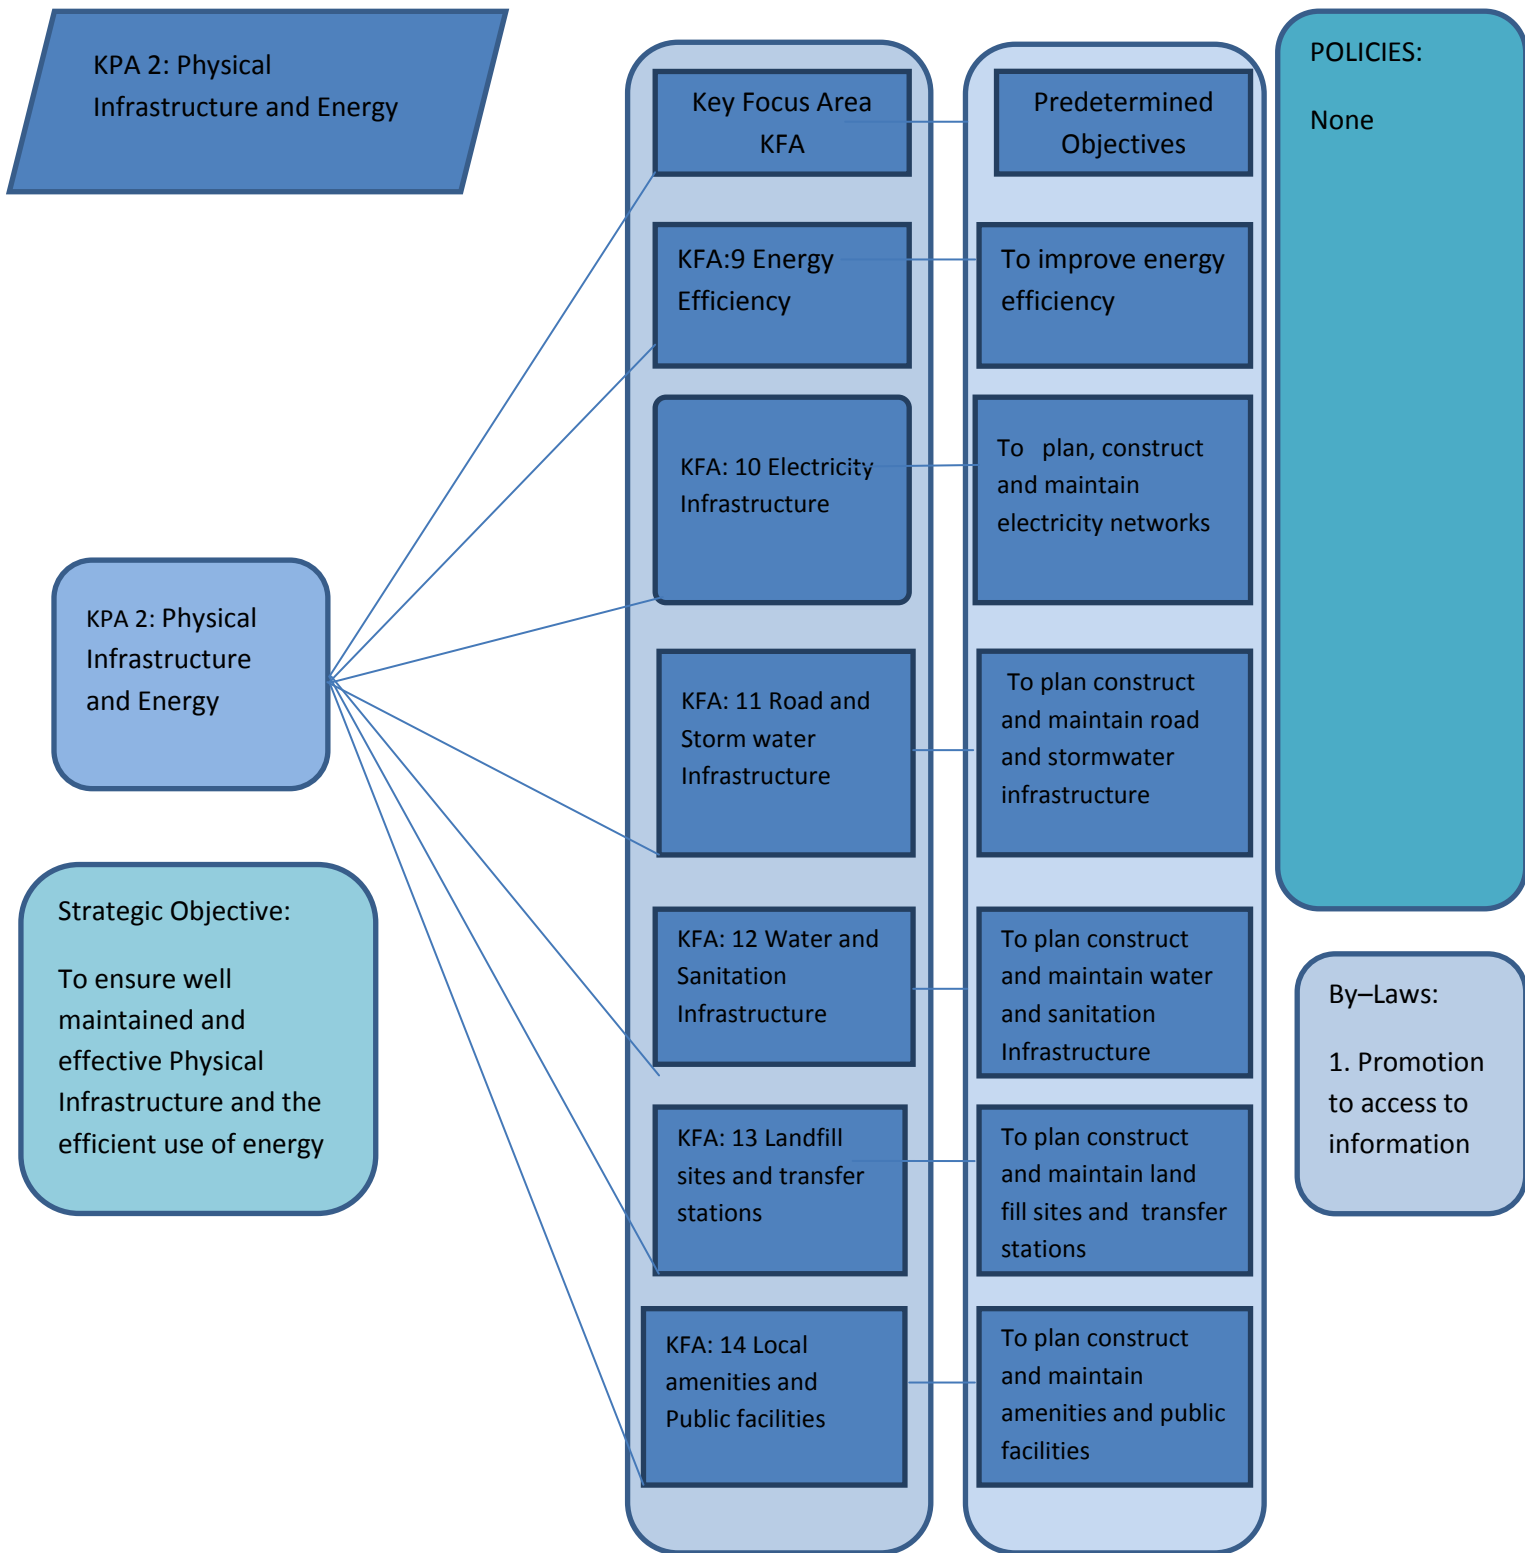 KPA 2: Physical
Infrastructure and Energy
KPA 2: Physical
Infrastructure
and Energy
Strategic Objective:
To ensure well
maintained and
effective Physical
Infrastructure and the
efficient use of energy
Key Focus Area
KFA
Predetermined
Objectives
KFA:9 Energy
Efficiency
To improve energy
efficiency
KFA: 10 Electricity
Infrastructure
To plan, construct
and maintain
electricity networks
KFA: 11 Road and
Storm water
Infrastructure
To plan construct
and maintain road
and stormwater
infrastructure
KFA: 12 Water and
Sanitation
Infrastructure
To plan construct
and maintain water
and sanitation
Infrastructure
KFA: 13 Landfill
sites and transfer
stations
To plan construct
and maintain land
fill sites and transfer
stations
KFA: 14 Local
amenities and
Public facilities
To plan construct
and maintain
amenities and public
facilities
POLICIES:
None
By–Laws:
1. Promotion
to access to
information